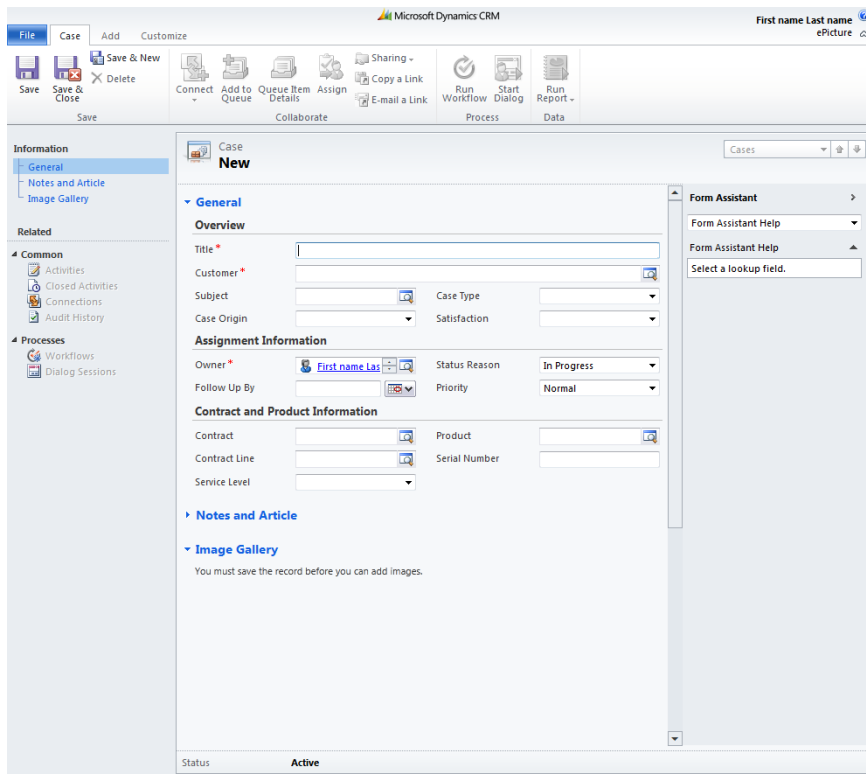 Microsoft Dynamics CRM
First name Last name
ePicture
File Case Add Customize
Save
Save & Close
Save & New
Delete
Save
Connect
Add to Queue
Queue Item Details
Assign
Sharing
Copy a Link
E-mail a Link
Collaborate
Run Workflow
Start Dialog
Process
Run Report
Data
Information
General
Notes and Article
Image Gallery
Related
Common
Activities
Closed Activities
Connections
Audit History
Processes
Workflows
Dialog Sessions
Case
New
Cases
General
Overview
Title *
Customer *
Subject Case Type
Case Origin Satisfaction
Assignment Information
Owner * First name Las Status Reason In Progress
Follow Up By Priority Normal
Contract and Product Information
Contract Product
Contract Line Serial Number
Service Level
Notes and Article
Image Gallery
You must save the record before you can add images.
Form Assistant
Form Assistant Help
Form Assistant Help
Select a lookup field.
Status Active